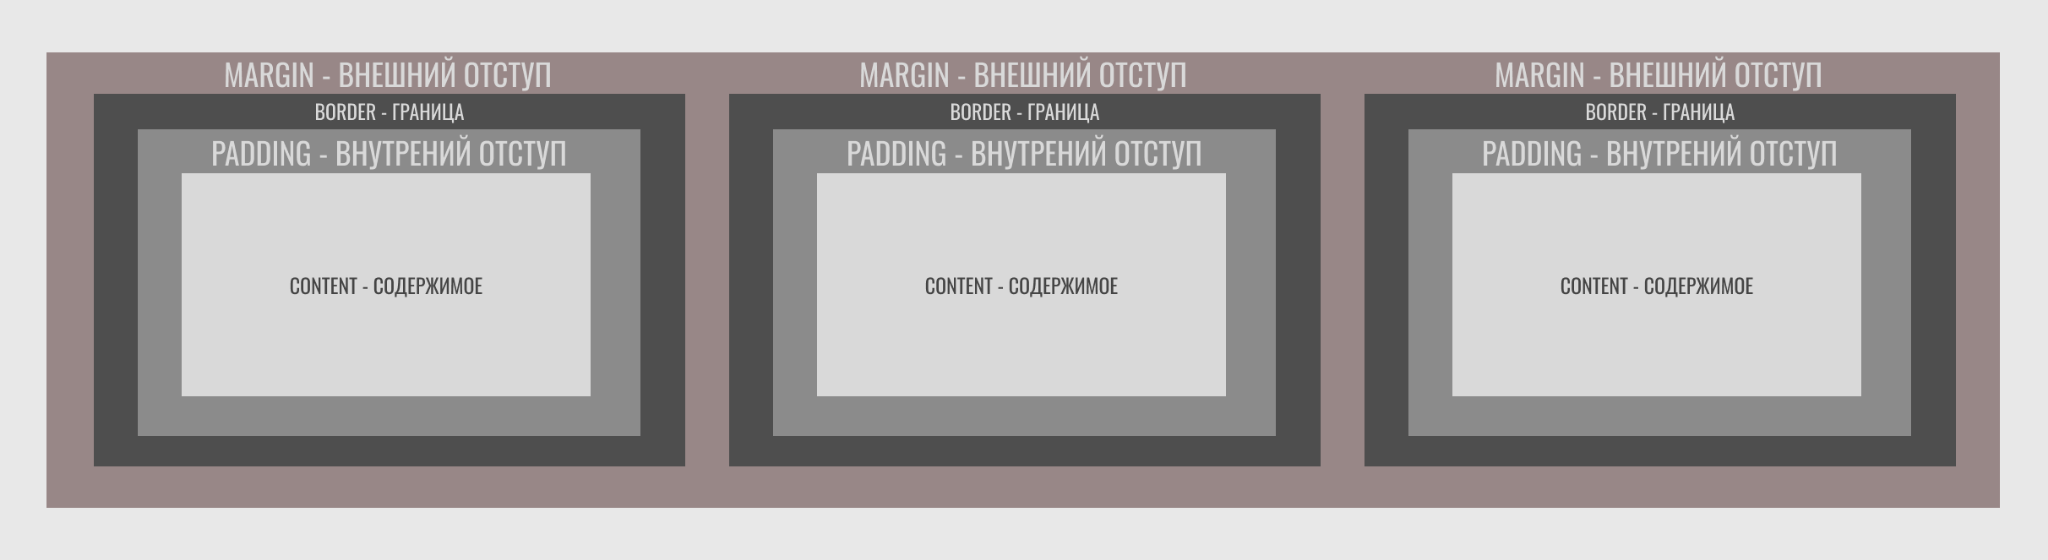 MARGIN - ВНЕШНИЙ ОТСТУП
BORDER - ГРАНИЦА
PADDING - ВНУТРЕНИЙ ОТСТУП
CONTENT - СОДЕРЖИМОЕ
MARGIN - ВНЕШНИЙ ОТСТУП
BORDER - ГРАНИЦА
PADDING - ВНУТРЕНИЙ ОТСТУП
CONTENT - СОДЕРЖИМОЕ
MARGIN - ВНЕШНИЙ ОТСТУП
BORDER - ГРАНИЦА
PADDING - ВНУТРЕНИЙ ОТСТУП
CONTENT - СОДЕРЖИМОЕ